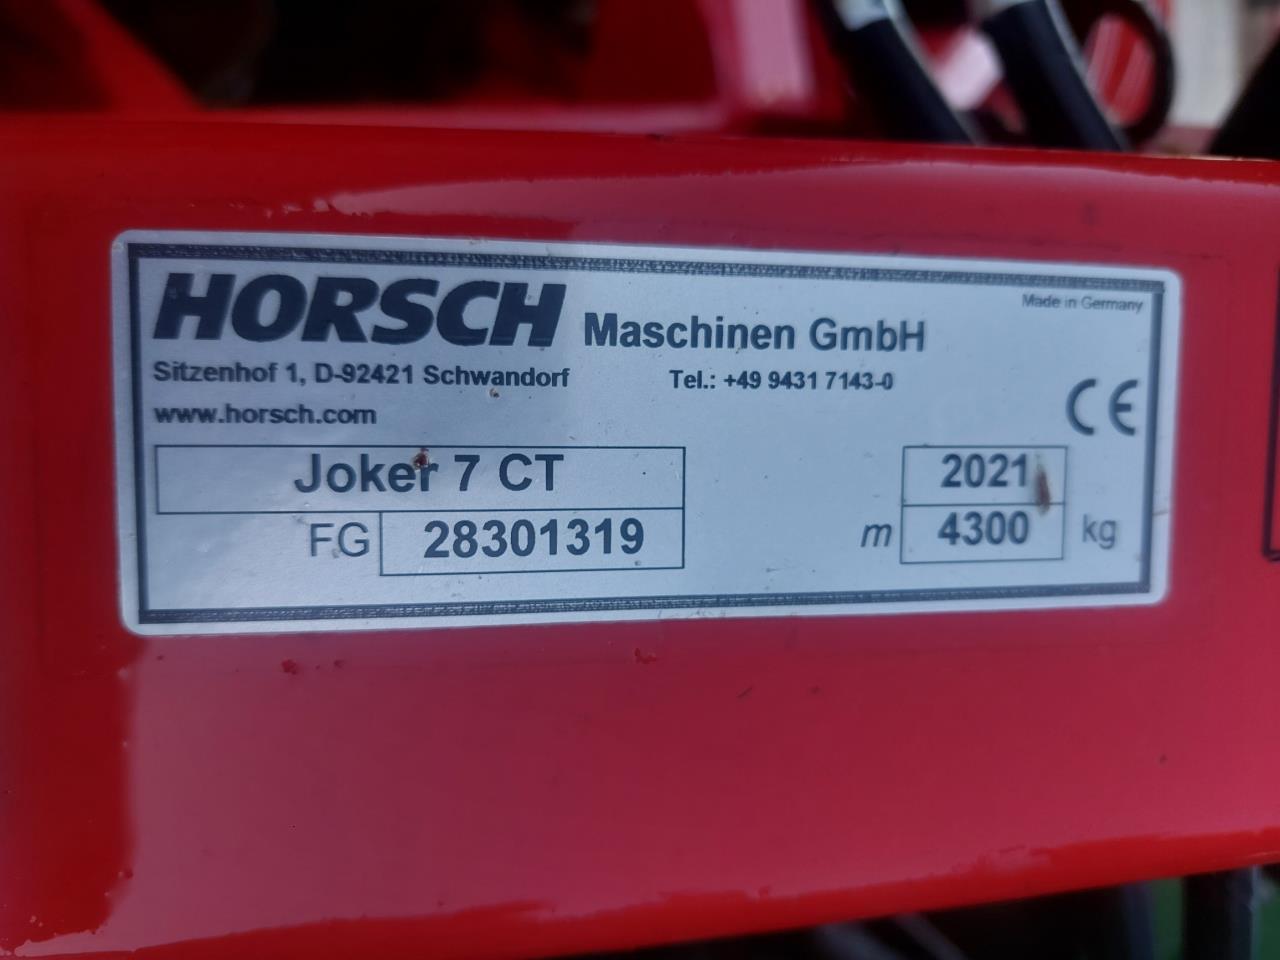 Made in Germany
HORSCH Maschinen GmbH
Sitzenhof 1, D-92421 Schwandorf Tel.: +49 9431 7143-0
www.horsch.com
CE
Joker 7 CT 2021
FG 28301319 m 4300 kg